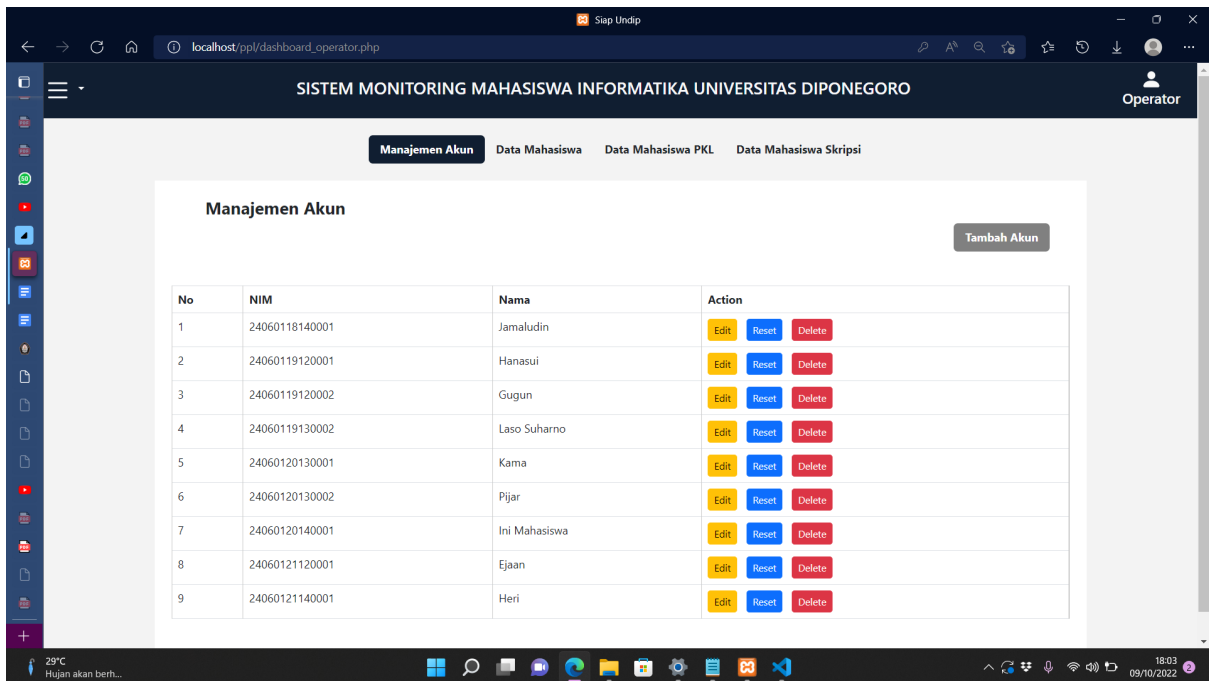 Siap Undip
localhost/ppl/dashboard_operator.php
SISTEM MONITORING MAHASISWA INFORMATIKA UNIVERSITAS DIPONEGORO
Operator
Manajemen Akun Data Mahasiswa Data Mahasiswa PKL Data Mahasiswa Skripsi
Manajemen Akun
Tambah Akun
No NIM Nama Action
1 24060118140001 Jamaludin Edit Reset Delete
2 24060119120001 Hanasui Edit Reset Delete
3 24060119120002 Gugun Edit Reset Delete
4 24060119130002 Laso Suharno Edit Reset Delete
5 24060120130001 Kama Edit Reset Delete
6 24060120130002 Pijar Edit Reset Delete
7 24060120140001 Ini Mahasiswa Edit Reset Delete
8 24060121120001 Ejaan Edit Reset Delete
9 24060121140001 Heri Edit Reset Delete
29°C
Hujan akan berh...
18:03
09/10/2022 2